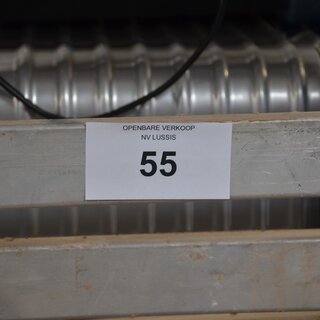 OPENBARE VERKOOP
NV LUSSIS
55